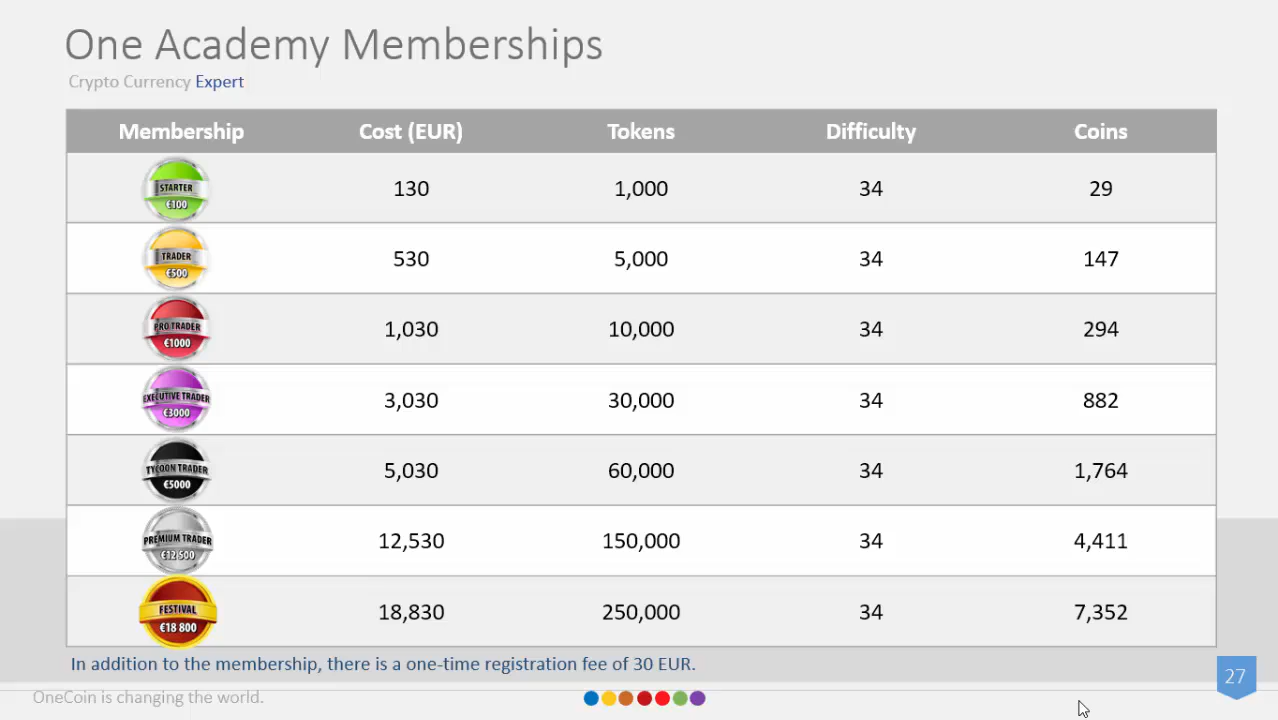 One Academy Memberships
Crypto Currency Expert
Membership Cost (EUR) Tokens Difficulty Coins
STARTER
€100
130 1,000 34 29
TRADER
€500
530 5,000 34 147
PRO TRADER
€1000
1,030 10,000 34 294
EXECUTIVE TRADER
€3000
3,030 30,000 34 882
TYCOON TRADER
€5000
5,030 60,000 34 1,764
PREMIUM TRADER
€12 500
12,530 150,000 34 4,411
FESTIVAL
€18 800
18,830 250,000 34 7,352
In addition to the membership, there is a one-time registration fee of 30 EUR.
27
OneCoin is changing the world.